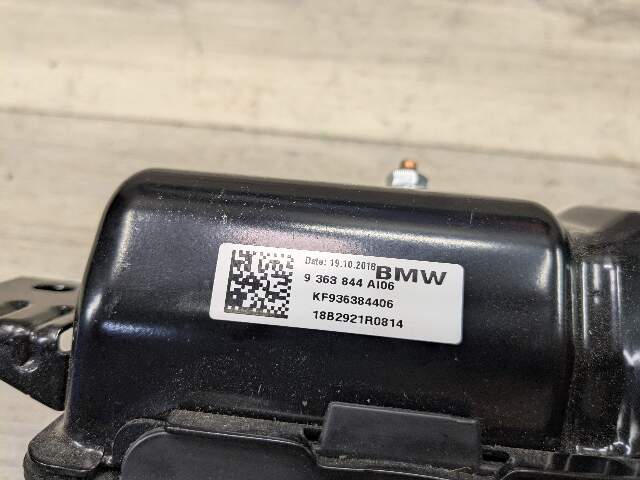 Date: 19.10.2018 BMW
9 363 844 AI06
KF936384406
18B2921R0814